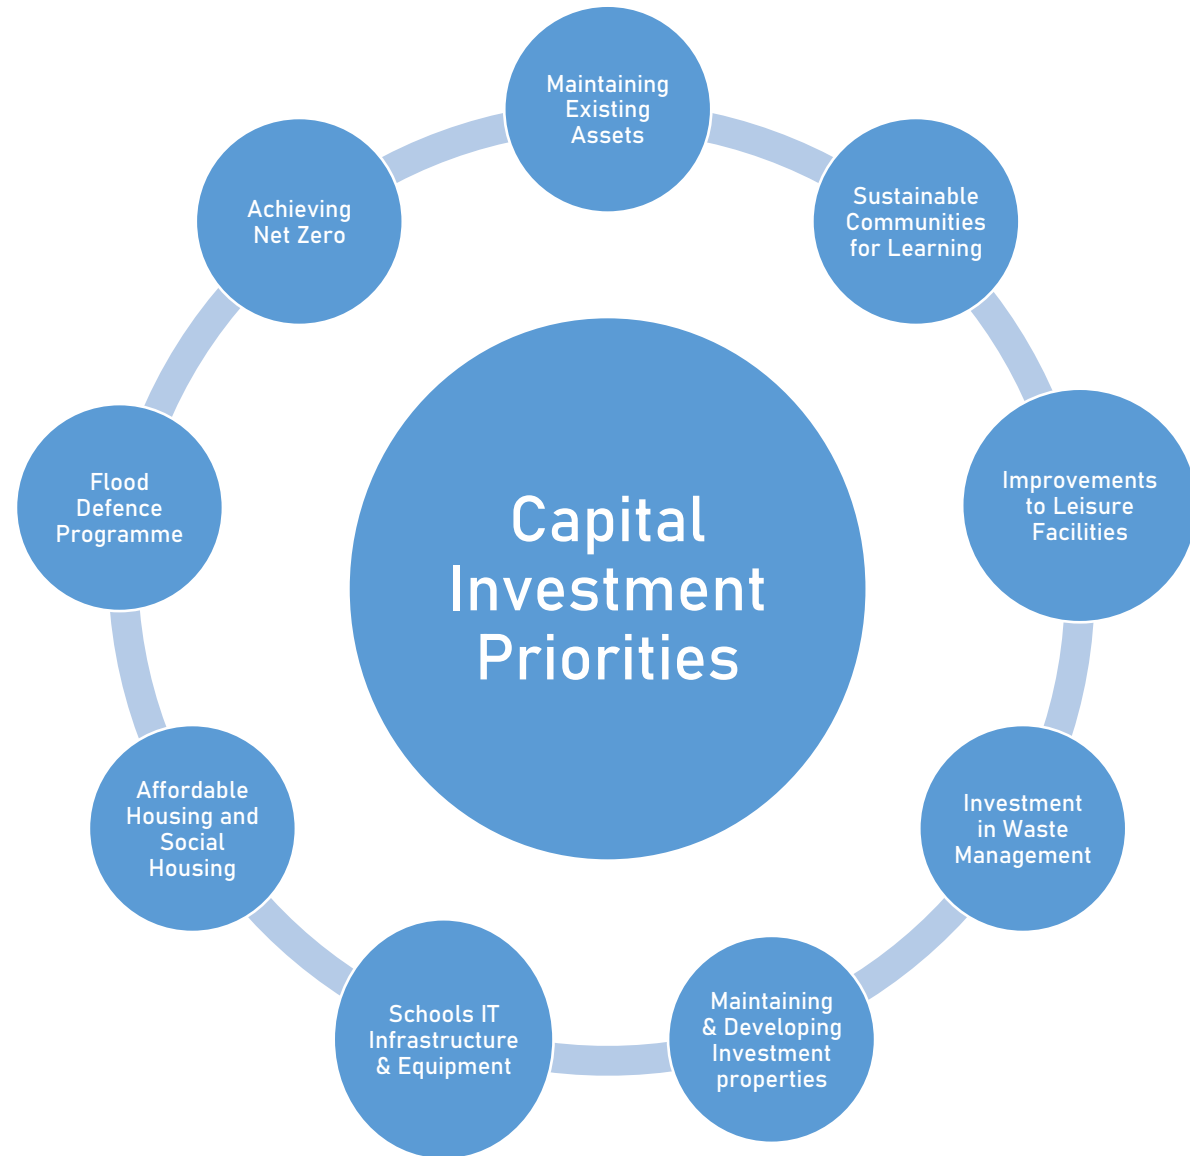 Maintaining
Existing
Assets
Sustainable
Communities
for Learning
Improvements
to Leisure
Facilities
Investment
in Waste
Management
Maintaining
& Developing
Investment
properties
Schools IT
Infrastructure
& Equipment
Affordable
Housing and
Social
Housing
Flood
Defence
Programme
Achieving
Net Zero
Capital
Investment
Priorities